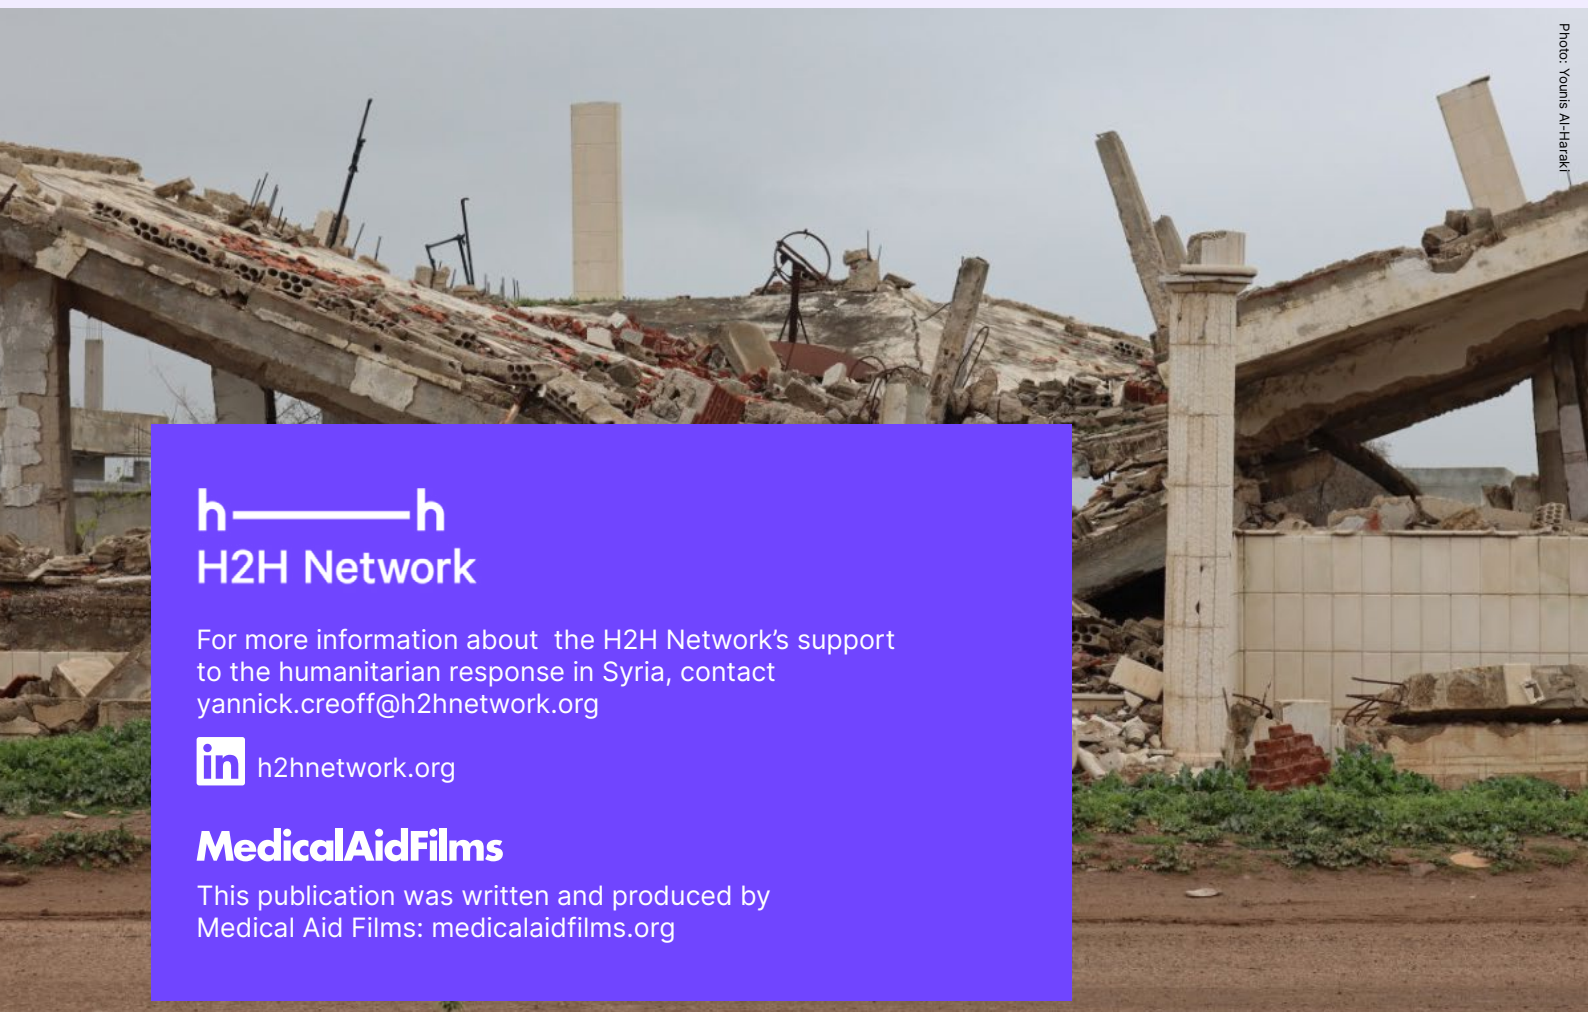 Photo: Younis Al-Haraki
h h
H2H Network
For more information about  the H2H Network’s support
to the humanitarian response in Syria, contact
yannick.creoff@h2hnetwork.org
in h2hnetwork.org
MedicalAidFilms
This publication was written and produced by
Medical Aid Films: medicalaidfilms.org